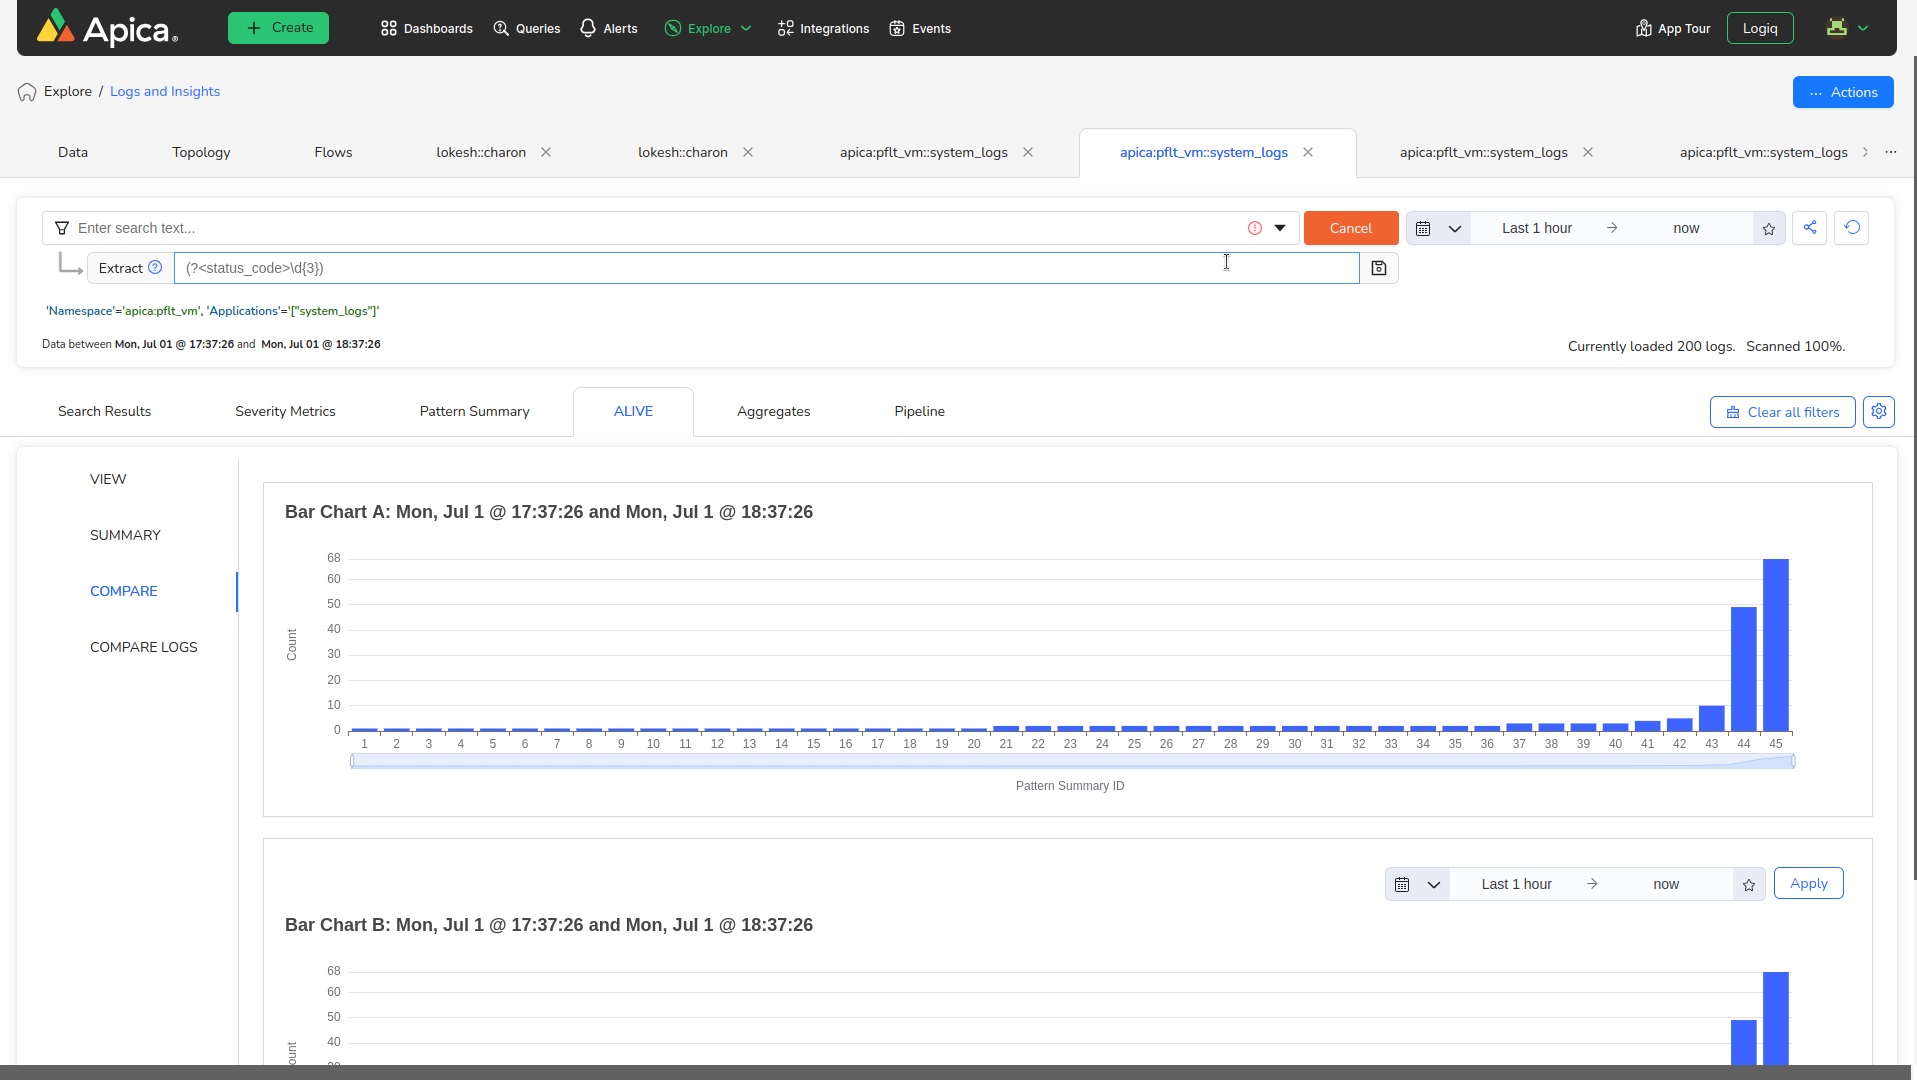 Apica
Create
Dashboards
Queries
Alerts
Explore
Integrations
Events
App Tour
Logiq
Explore / Logs and Insights
... Actions
Data
Topology
Flows
lokesh::charon
lokesh::charon
apica:pflt_vm::system_logs
apica:pflt_vm::system_logs
apica:pflt_vm::system_logs
apica:pflt_vm::system_logs
...
Enter search text...
Cancel
Last 1 hour → now
Extract
(?<status_code>\d{3})
'Namespace'='apica:pflt_vm', 'Applications'='["system_logs"]'
Data between Mon, Jul 01 @ 17:37:26 and Mon, Jul 01 @ 18:37:26
Currently loaded 200 logs. Scanned 100%.
Search Results
Severity Metrics
Pattern Summary
ALIVE
Aggregates
Pipeline
Clear all filters
VIEW
SUMMARY
COMPARE
COMPARE LOGS
Bar Chart A: Mon, Jul 1 @ 17:37:26 and Mon, Jul 1 @ 18:37:26
68
60
50
40
30
20
10
0
Count
1 2 3 4 5 6 7 8 9 10 11 12 13 14 15 16 17 18 19 20 21 22 23 24 25 26 27 28 29 30 31 32 33 34 35 36 37 38 39 40 41 42 43 44 45
Pattern Summary ID
Last 1 hour → now
Apply
Bar Chart B: Mon, Jul 1 @ 17:37:26 and Mon, Jul 1 @ 18:37:26
68
60
50
40